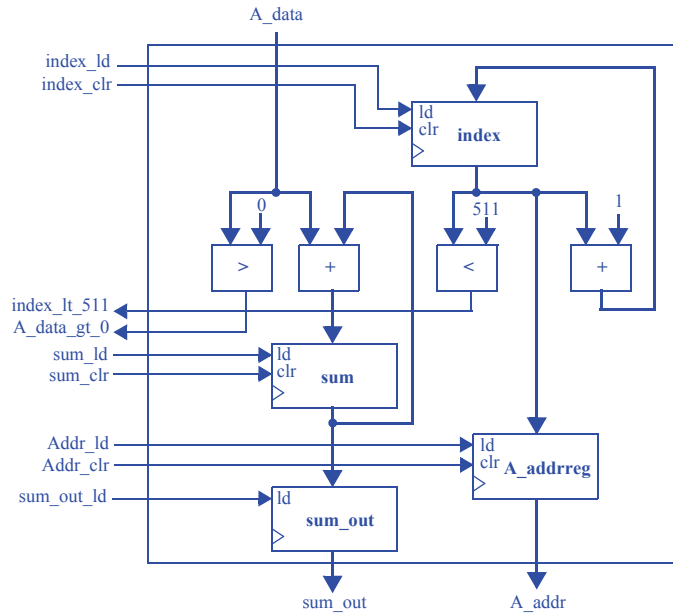 A_data
index_ld
index_clr
ld
clr
index
0
511
1
>
+
<
+
index_lt_511
A_data_gt_0
sum_ld
sum_clr
ld
clr
sum
Addr_ld
Addr_clr
ld
clr
A_addrreg
sum_out_ld
ld
sum_out
sum_out
A_addr